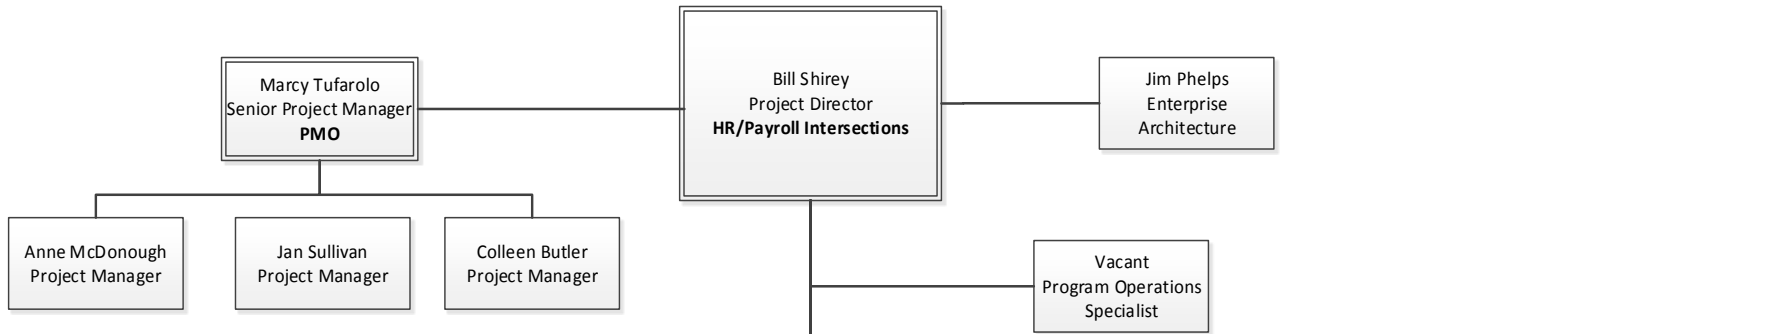 Marcy Tufarolo
Senior Project Manager
PMO
Bill Shirey
Project Director
HR/Payroll Intersections
Jim Phelps
Enterprise
Architecture
Anne McDonough
Project Manager
Jan Sullivan
Project Manager
Colleen Butler
Project Manager
Vacant
Program Operations
Specialist